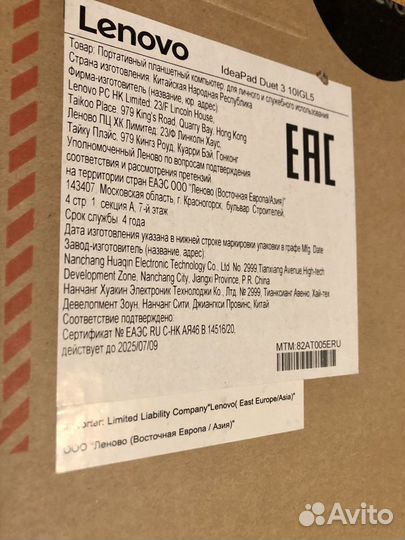 Lenovo
IdeaPad Duet 3 10IGL5
Товар: Портативный планшетный компьютер, для личного и служебного использования
Страна изготовления: Китайская Народная Республика
Фирма-изготовитель (название, юр. адрес)
Lenovo PC HK Limited: 23/F Lincoln House,
Taikoo Place, 979 King's Road, Quarry Bay, Hong Kong
Леново ПЦ ХК Лимитед, 23/Ф Линколн Хаус,
Тайку Плэйс, 979 Кингз Роуд, Куарри Бэй, Гонконг
Уполномоченный Леново по вопросам подтверждения
соответствия и рассмотрения претензий
на территории стран ЕАЭС ООО "Леново (Восточная Европа/Азия)"
143407 Московская область, г. Красногорск, бульвар Строителей,
4 стр 1 секция А, 7-й этаж
Срок службы 4 года
Дата изготовления указана в нижней строке маркировки упаковки в графе Mfg. Date
Завод-изготовитель (название, адрес):
Nanchang Huaqin Electronic Technology Co., Ltd No. 2999,Tianxiang Avenue High-tech
Development Zone, Nanchang City, Jiangxi Province, China
Нанчанг Хуакин Электроник Технолоджи Ко., Лтд. № 2999, Тианксианг Авеню, Хай-тех
Девелопмент Зоун, Нанчанг Сити, Джиангкси Провинс, Китай
Соответствие подтверждено:
Сертификат № ЕАЭС RU C-HK.АЯ46.В.14516/20.
действует до 2025/07/09
EAC
MTM:82AT005ERU
Limited Liability Company"Lenovo( East Europe/Asia)"
ООО "Леново (Восточная Европа / Азия)"
Avito